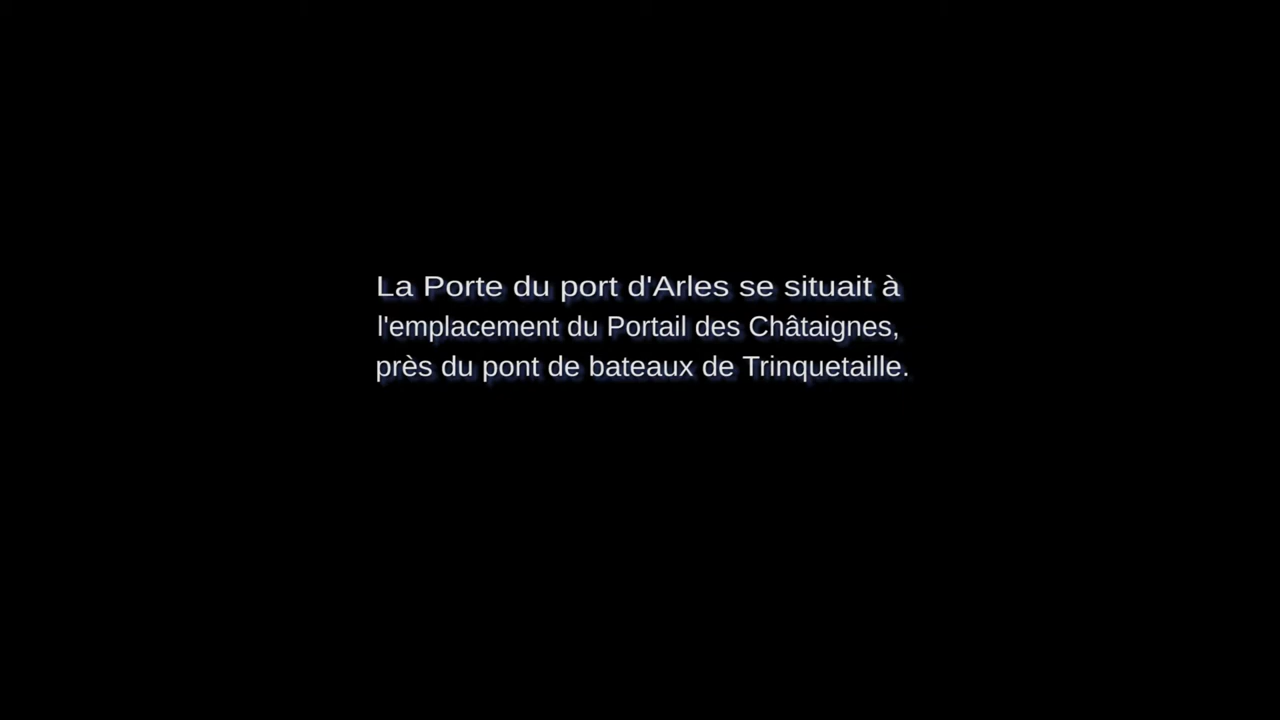 La Porte du port d'Arles se situait à
l'emplacement du Portail des Châtaignes,
près du pont de bateaux de Trinquetaille.